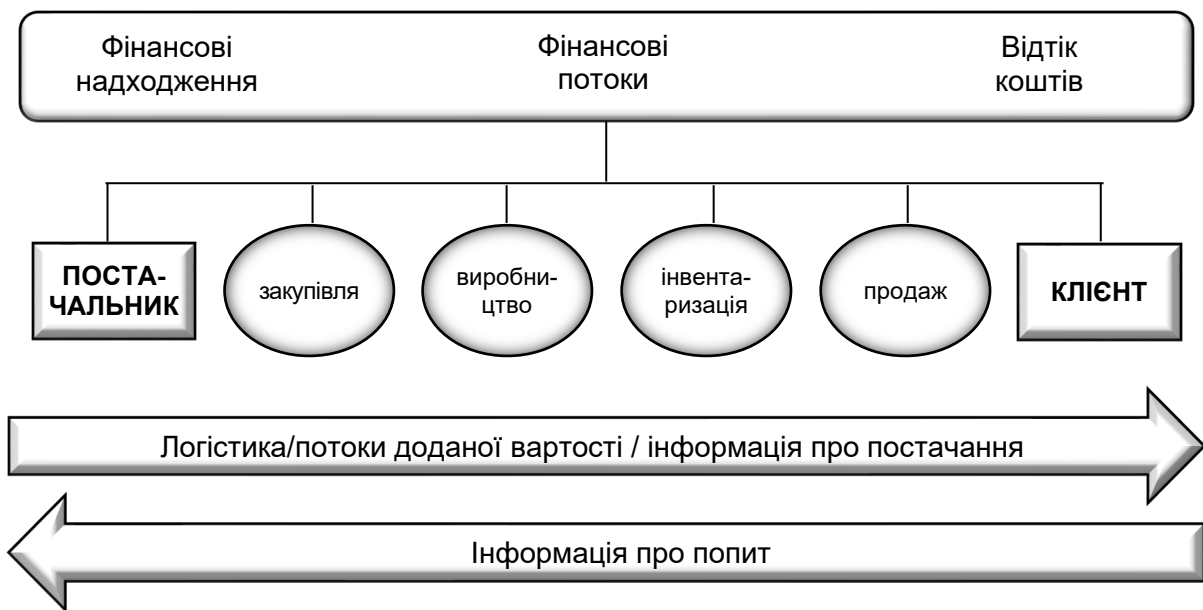 Фінансові
надходження
Фінансові
потоки
Відтік
коштів
ПОСТА-
ЧАЛЬНИК
закупівля
виробни-
цтво
інвента-
ризація
продаж
КЛІЄНТ
Логістика/потоки доданої вартості / інформація про постачання
Інформація про попит